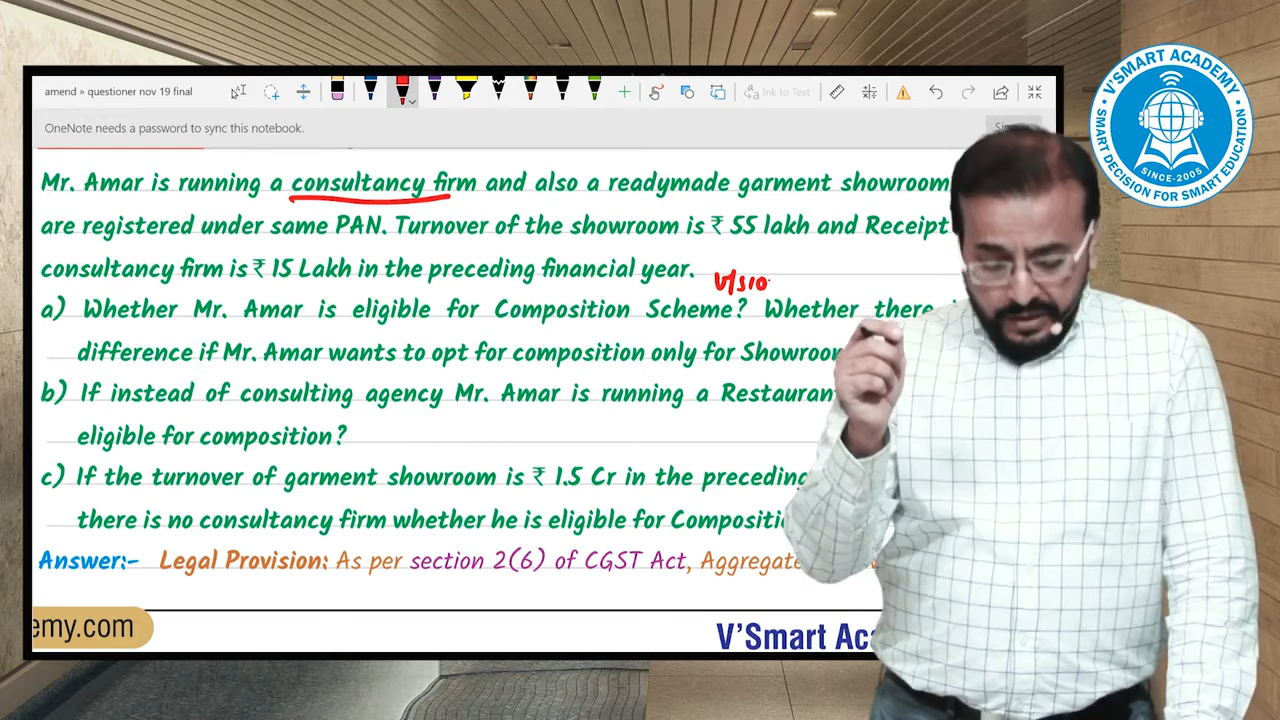 amend » questioner nov 19 final
Ink to Text
OneNote needs a password to sync this notebook.
Mr. Amar is running a consultancy firm and also a readymade garment showroom
are registered under same PAN. Turnover of the showroom is ₹ 55 lakh and Receipt
consultancy firm is ₹ 15 Lakh in the preceding financial year.
u/s 10
a) Whether Mr. Amar is eligible for Composition Scheme? Whether there
difference if Mr. Amar wants to opt for composition only for
b) If instead of consulting agency Mr. Amar is running a
eligible for composition?
c) If the turnover of garment showroom is ₹ 1.5 Cr in the preceding
there is no consultancy firm whether he is eligible for
Answer:- Legal Provision: As per section 2(6) of CGST Act, Aggregate
emy.com
V'Smart
V'SMART ACADEMY
SMART DECISION FOR SMART EDUCATION
SINCE-2005